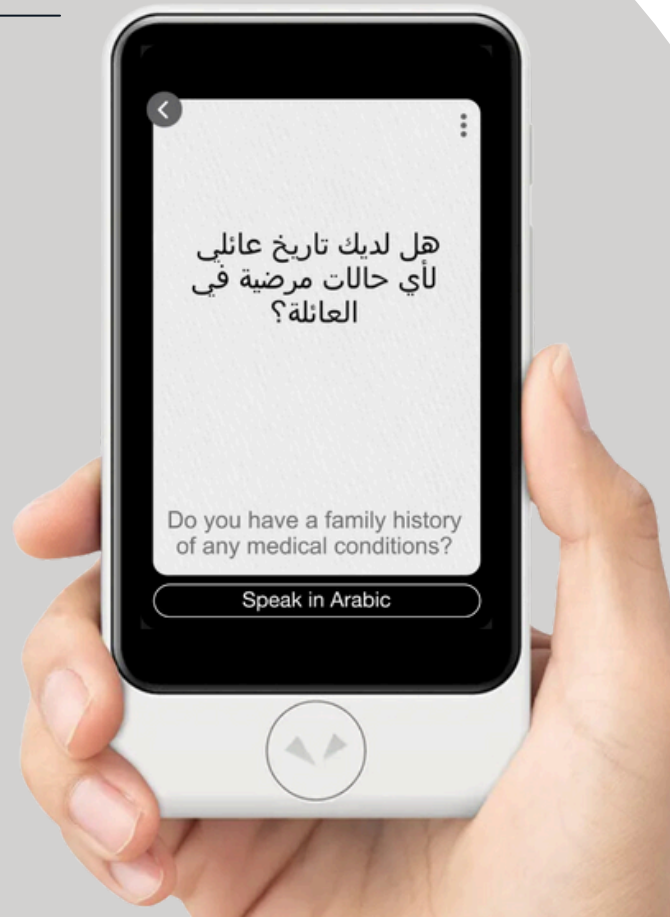 هل لديك تاريخ عائلي
لأي حالات مرضية في
العائلة؟
Do you have a family history
of any medical conditions?
Speak in Arabic